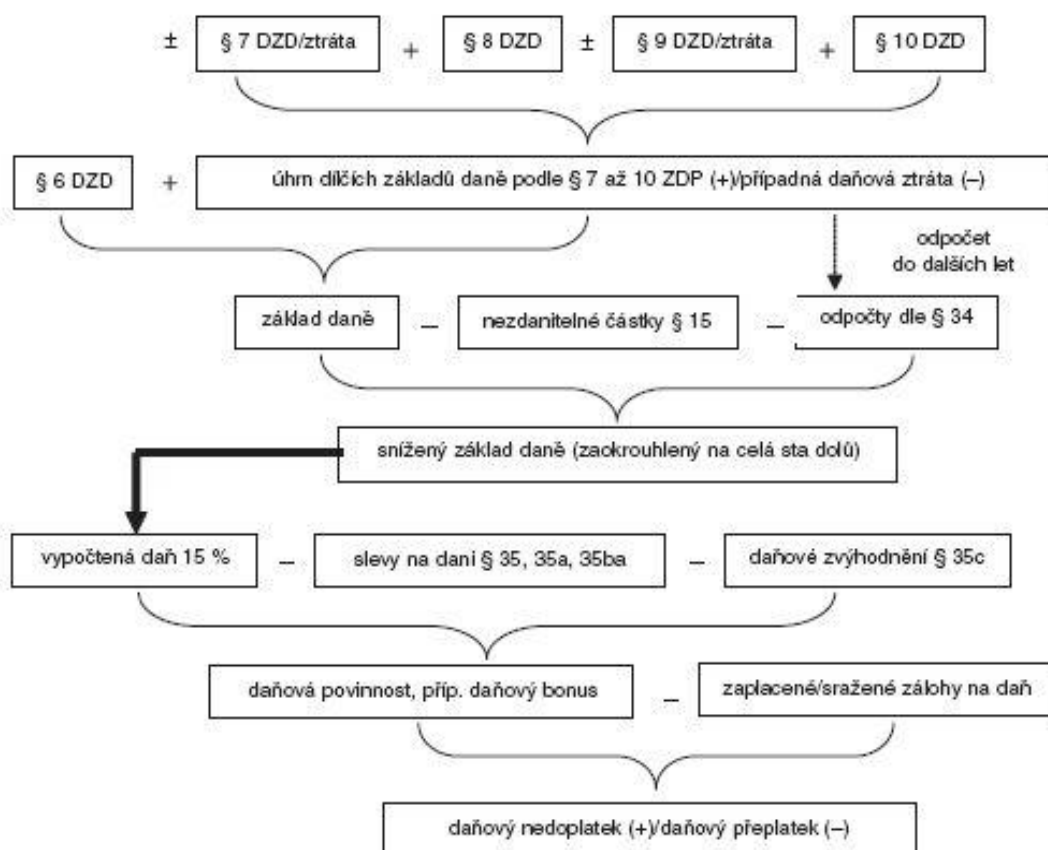 ± § 7 DZD/ztráta + § 8 DZD ± § 9 DZD/ztráta + § 10 DZD
§ 6 DZD + úhrn dílčích základů daně podle § 7 až 10 ZDP (+)/případná daňová ztráta (–)
odpočet
do dalších let
základ daně – nezdanitelné částky § 15 – odpočty dle § 34
snížený základ daně (zaokrouhlený na celá sta dolů)
vypočtená daň 15 % – slevy na dani § 35, 35a, 35ba – daňové zvýhodnění § 35c
daňová povinnost, příp. daňový bonus – zaplacené/sražené zálohy na daň
daňový nedoplatek (+)/daňový přeplatek (–)